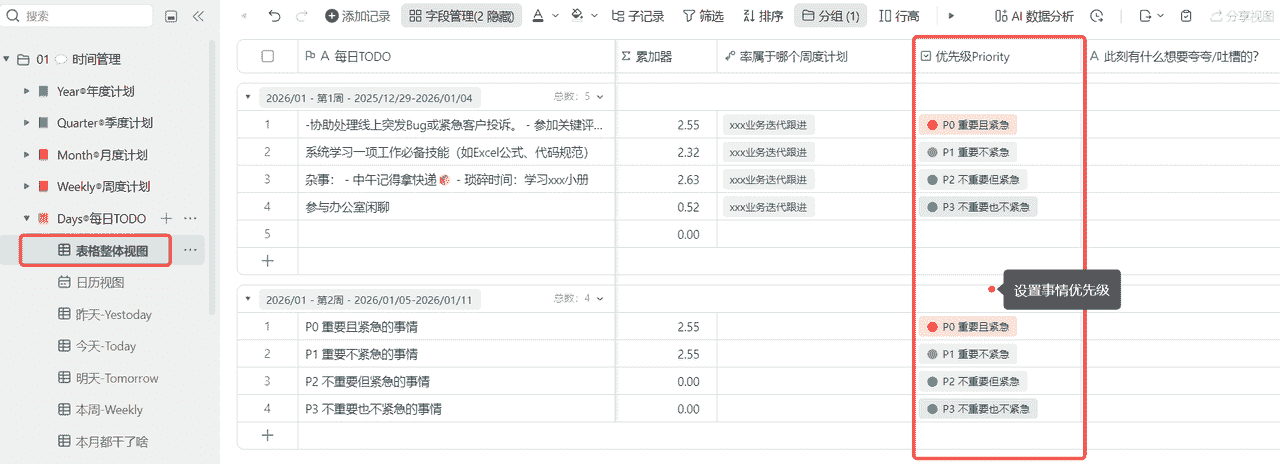 搜索
添加记录 字段管理(2 隐藏) A 子记录 筛选 排序 分组 (1) 行高 AI 数据分析 分享视图
01 时间管理
Year®年度计划
Quarter®季度计划
Month®月度计划
Weekly®周度计划
Days®每日TODO
表格整体视图
日历视图
昨天-Yestoday
今天-Today
明天-Tomorrow
本周-Weekly
本月都干了啥
A 每日TODO Σ 累加器 率属于哪个周度计划 优先级Priority A 此刻有什么想要夸夸/吐槽的?
2026/01 - 第1周 - 2025/12/29-2026/01/04 总数: 5
1 -协助处理线上突发Bug或紧急客户投诉。 - 参加关键评... 2.55 xxx业务迭代跟进 P0 重要且紧急
2 系统学习一项工作必备技能(如Excel公式、代码规范) 2.32 xxx业务迭代跟进 P1 重要不紧急
3 杂事: - 中午记得拿快递 - 琐碎时间:学习xxx小册 2.63 xxx业务迭代跟进 P2 不重要但紧急
4 参与办公室闲聊 0.52 xxx业务迭代跟进 P3 不重要也不紧急
5 0.00
设置事情优先级
2026/01 - 第2周 - 2026/01/05-2026/01/11 总数: 4
1 P0 重要且紧急的事情 2.55 P0 重要且紧急
2 P1 重要不紧急的事情 2.55 P1 重要不紧急
3 P2 不重要但紧急的事情 0.00 P2 不重要但紧急
4 P3 不重要也不紧急的事情 0.00 P3 不重要也不紧急